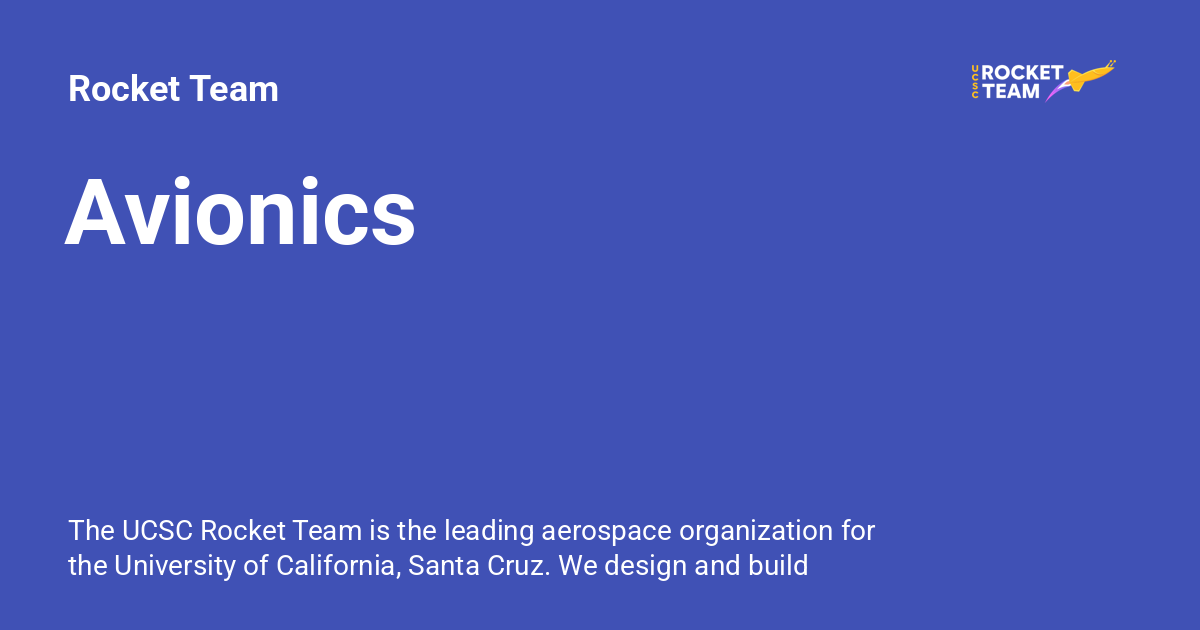 Rocket Team
UCSC
ROCKET
TEAM
Avionics
The UCSC Rocket Team is the leading aerospace organization for
the University of California, Santa Cruz. We design and build